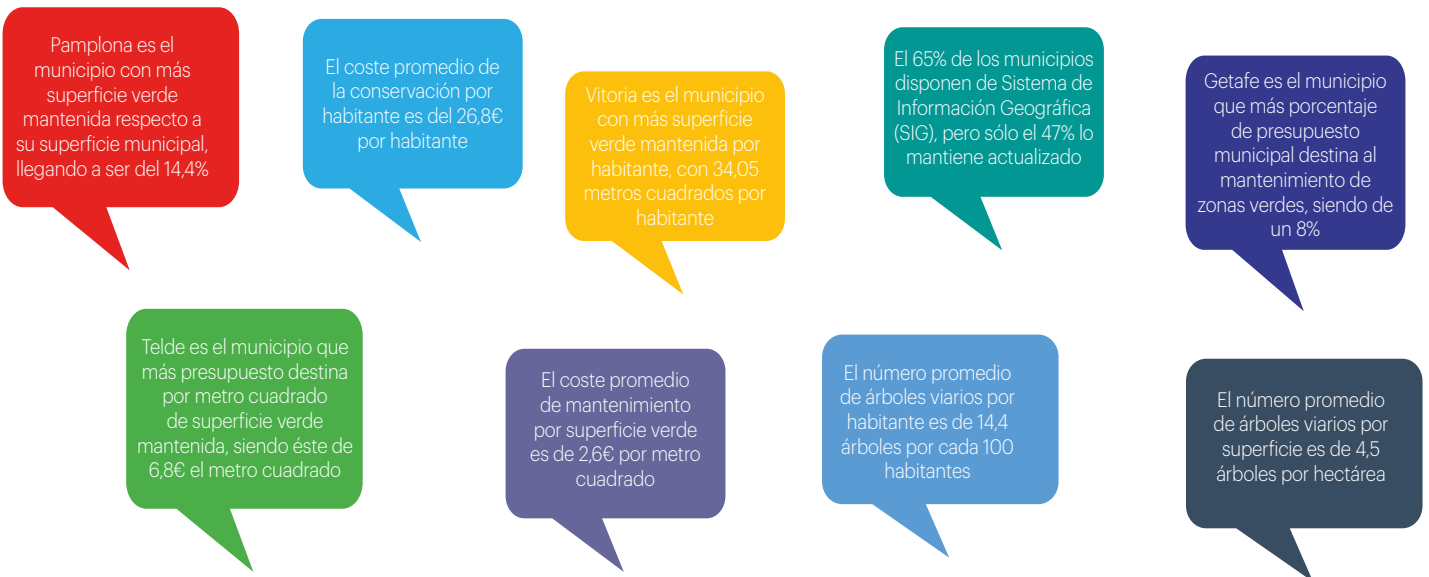 Pamplona es el
municipio con más
superficie verde
mantenida respecto a
su superficie municipal,
llegando a ser del 14,4%
El coste promedio de
la conservación por
habitante es del 26,8€
por habitante
Vitoria es el municipio
con más superficie
verde mantenida por
habitante, con 34,05
metros cuadrados por
habitante
El 65% de los municipios
disponen de Sistema de
Información Geográfica
(SIG), pero sólo el 47% lo
mantiene actualizado
Getafe es el municipio
que más porcentaje
de presupuesto
municipal destina al
mantenimiento de
zonas verdes, siendo de
un 8%
Telde es el municipio que
más presupuesto destina
por metro cuadrado
de superficie verde
mantenida, siendo éste de
6,8€ el metro cuadrado
El coste promedio
de mantenimiento
por superficie verde
es de 2,6€ por metro
cuadrado
El número promedio
de árboles viarios por
habitante es de 14,4
árboles por cada 100
habitantes
El número promedio
de árboles viarios por
superficie es de 4,5
árboles por hectárea